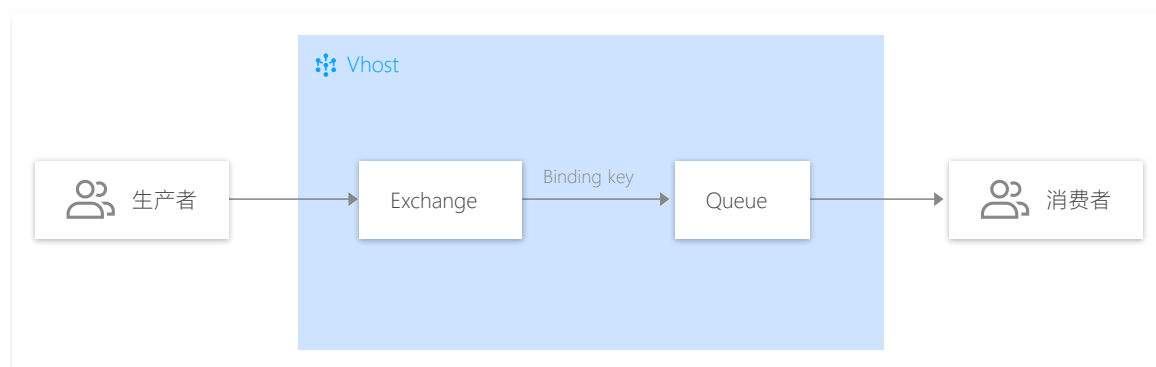 Vhost
生产者
Exchange
Binding key
Queue
消费者